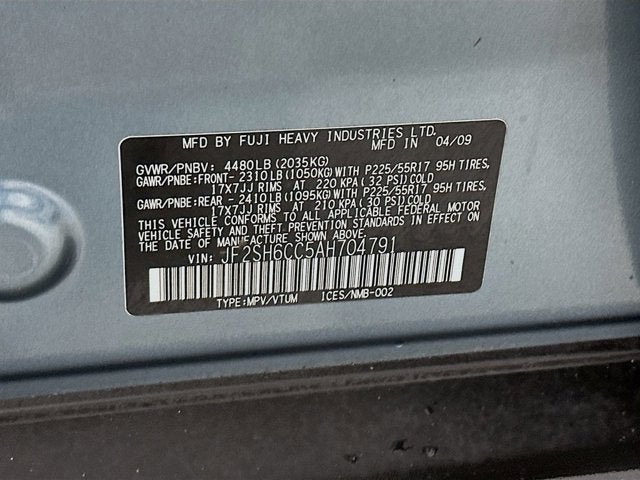 MFD BY FUJI HEAVY INDUSTRIES LTD.
MFD IN 04/09
GVWR/PNBV: 4480LB (2035KG)
GAWR/PNBE: FRONT- 2310LB (1050KG) WITH P225/55R17 95H TIRES,
17X7JJ RIMS AT 220 KPA (32 PSI) COLD
GAWR/PNBE: REAR - 2410LB (1095KG) WITH P225/55R17 95H TIRES,
17X7JJ RIMS AT 210 KPA (30 PSI) COLD
THIS VEHICLE CONFORMS TO ALL APPLICABLE FEDERAL MOTOR
VEHICLE SAFETY AND BUMPER STANDARDS IN EFFECT ON
THE DATE OF MANUFACTURE SHOWN ABOVE.
VIN: JF2SH6CC5AH704791
TYPE:MPV/VTUM ICES/NMB-002